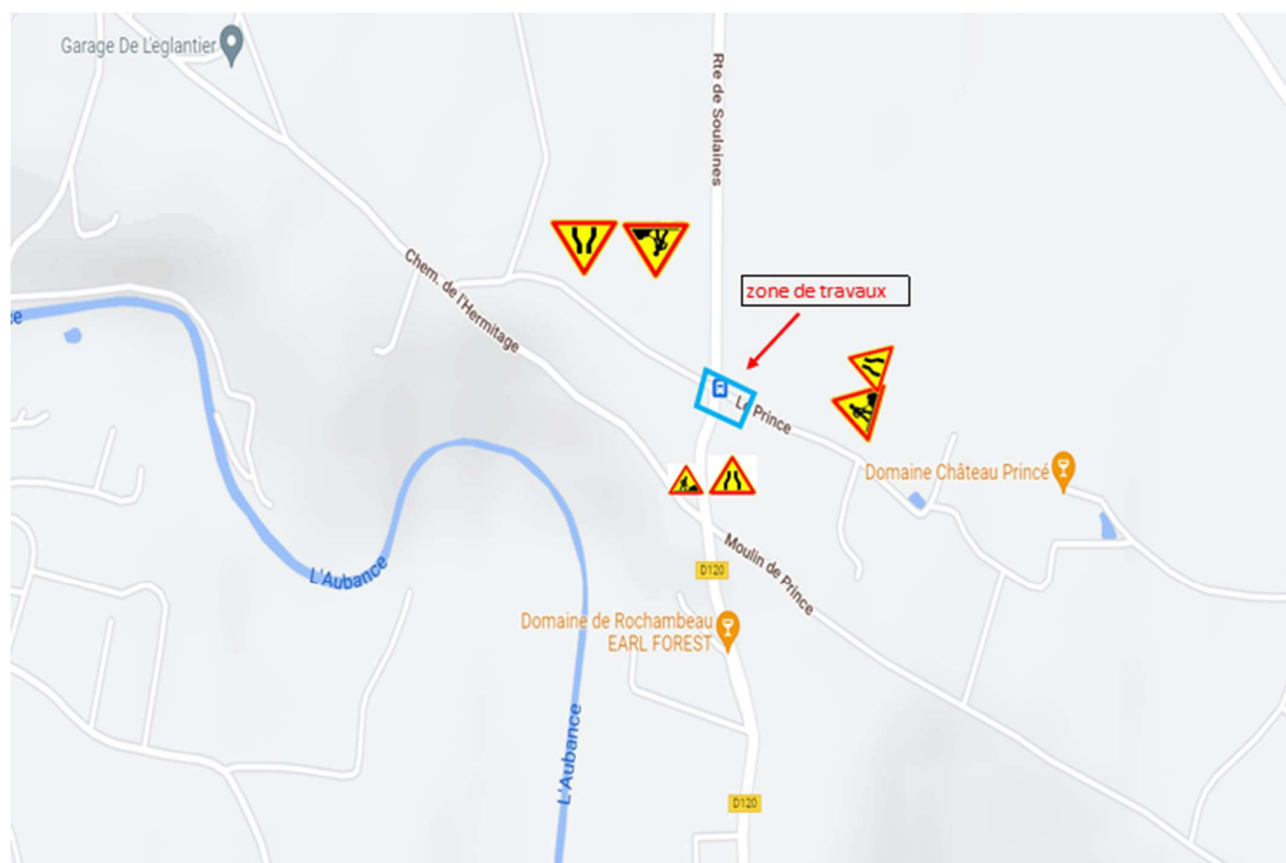 Garage De L'eglantier
Rte de Soulaines
Chem. de l'Hermitage
zone de travaux
Le Prince
Domaine Château Princé
L'Aubance
Moulin de Prince
D120
Domaine de Rochambeau
EARL FOREST
L'Aubance
D120